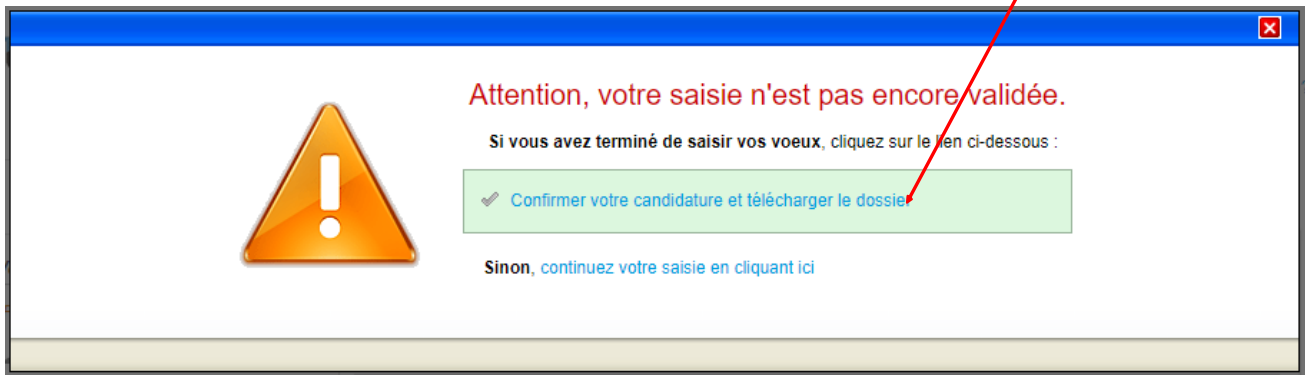 Attention, votre saisie n'est pas encore validée.
Si vous avez terminé de saisir vos voeux, cliquez sur le lien ci-dessous :
Confirmer votre candidature et télécharger le dossier
Sinon, continuez votre saisie en cliquant ici